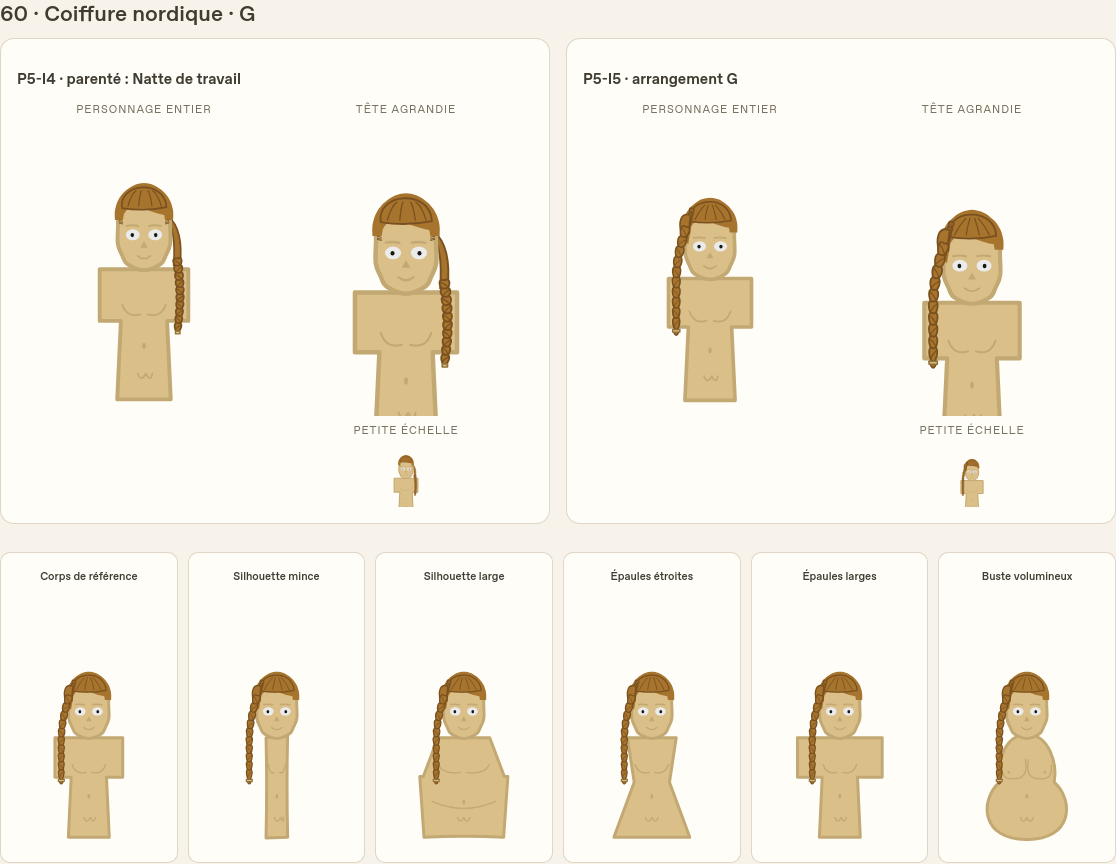 60 · Coiffure nordique · G
P5-I4 · parenté : Natte de travail
PERSONNAGE ENTIER
TÊTE AGRANDIE
PETITE ÉCHELLE
P5-I5 · arrangement G
PERSONNAGE ENTIER
TÊTE AGRANDIE
PETITE ÉCHELLE
Corps de référence
Silhouette mince
Silhouette large
Épaules étroites
Épaules larges
Buste volumineux